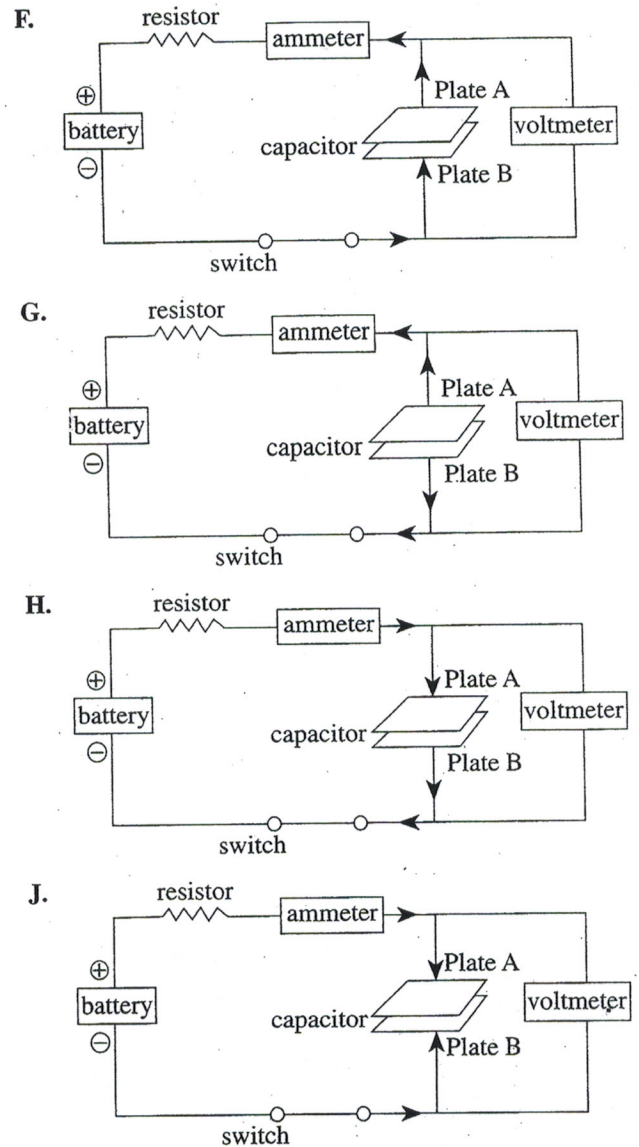 F.
resistor
ammeter
Plate A
⊕
battery
voltmeter
capacitor
⊖
Plate B
switch
G.
resistor
ammeter
Plate A
⊕
battery
voltmeter
capacitor
⊖
Plate B
switch
H.
resistor
ammeter
Plate A
⊕
battery
voltmeter
capacitor
⊖
Plate B
switch
J.
resistor
ammeter
Plate A
⊕
battery
voltmeter
capacitor
⊖
Plate B
switch